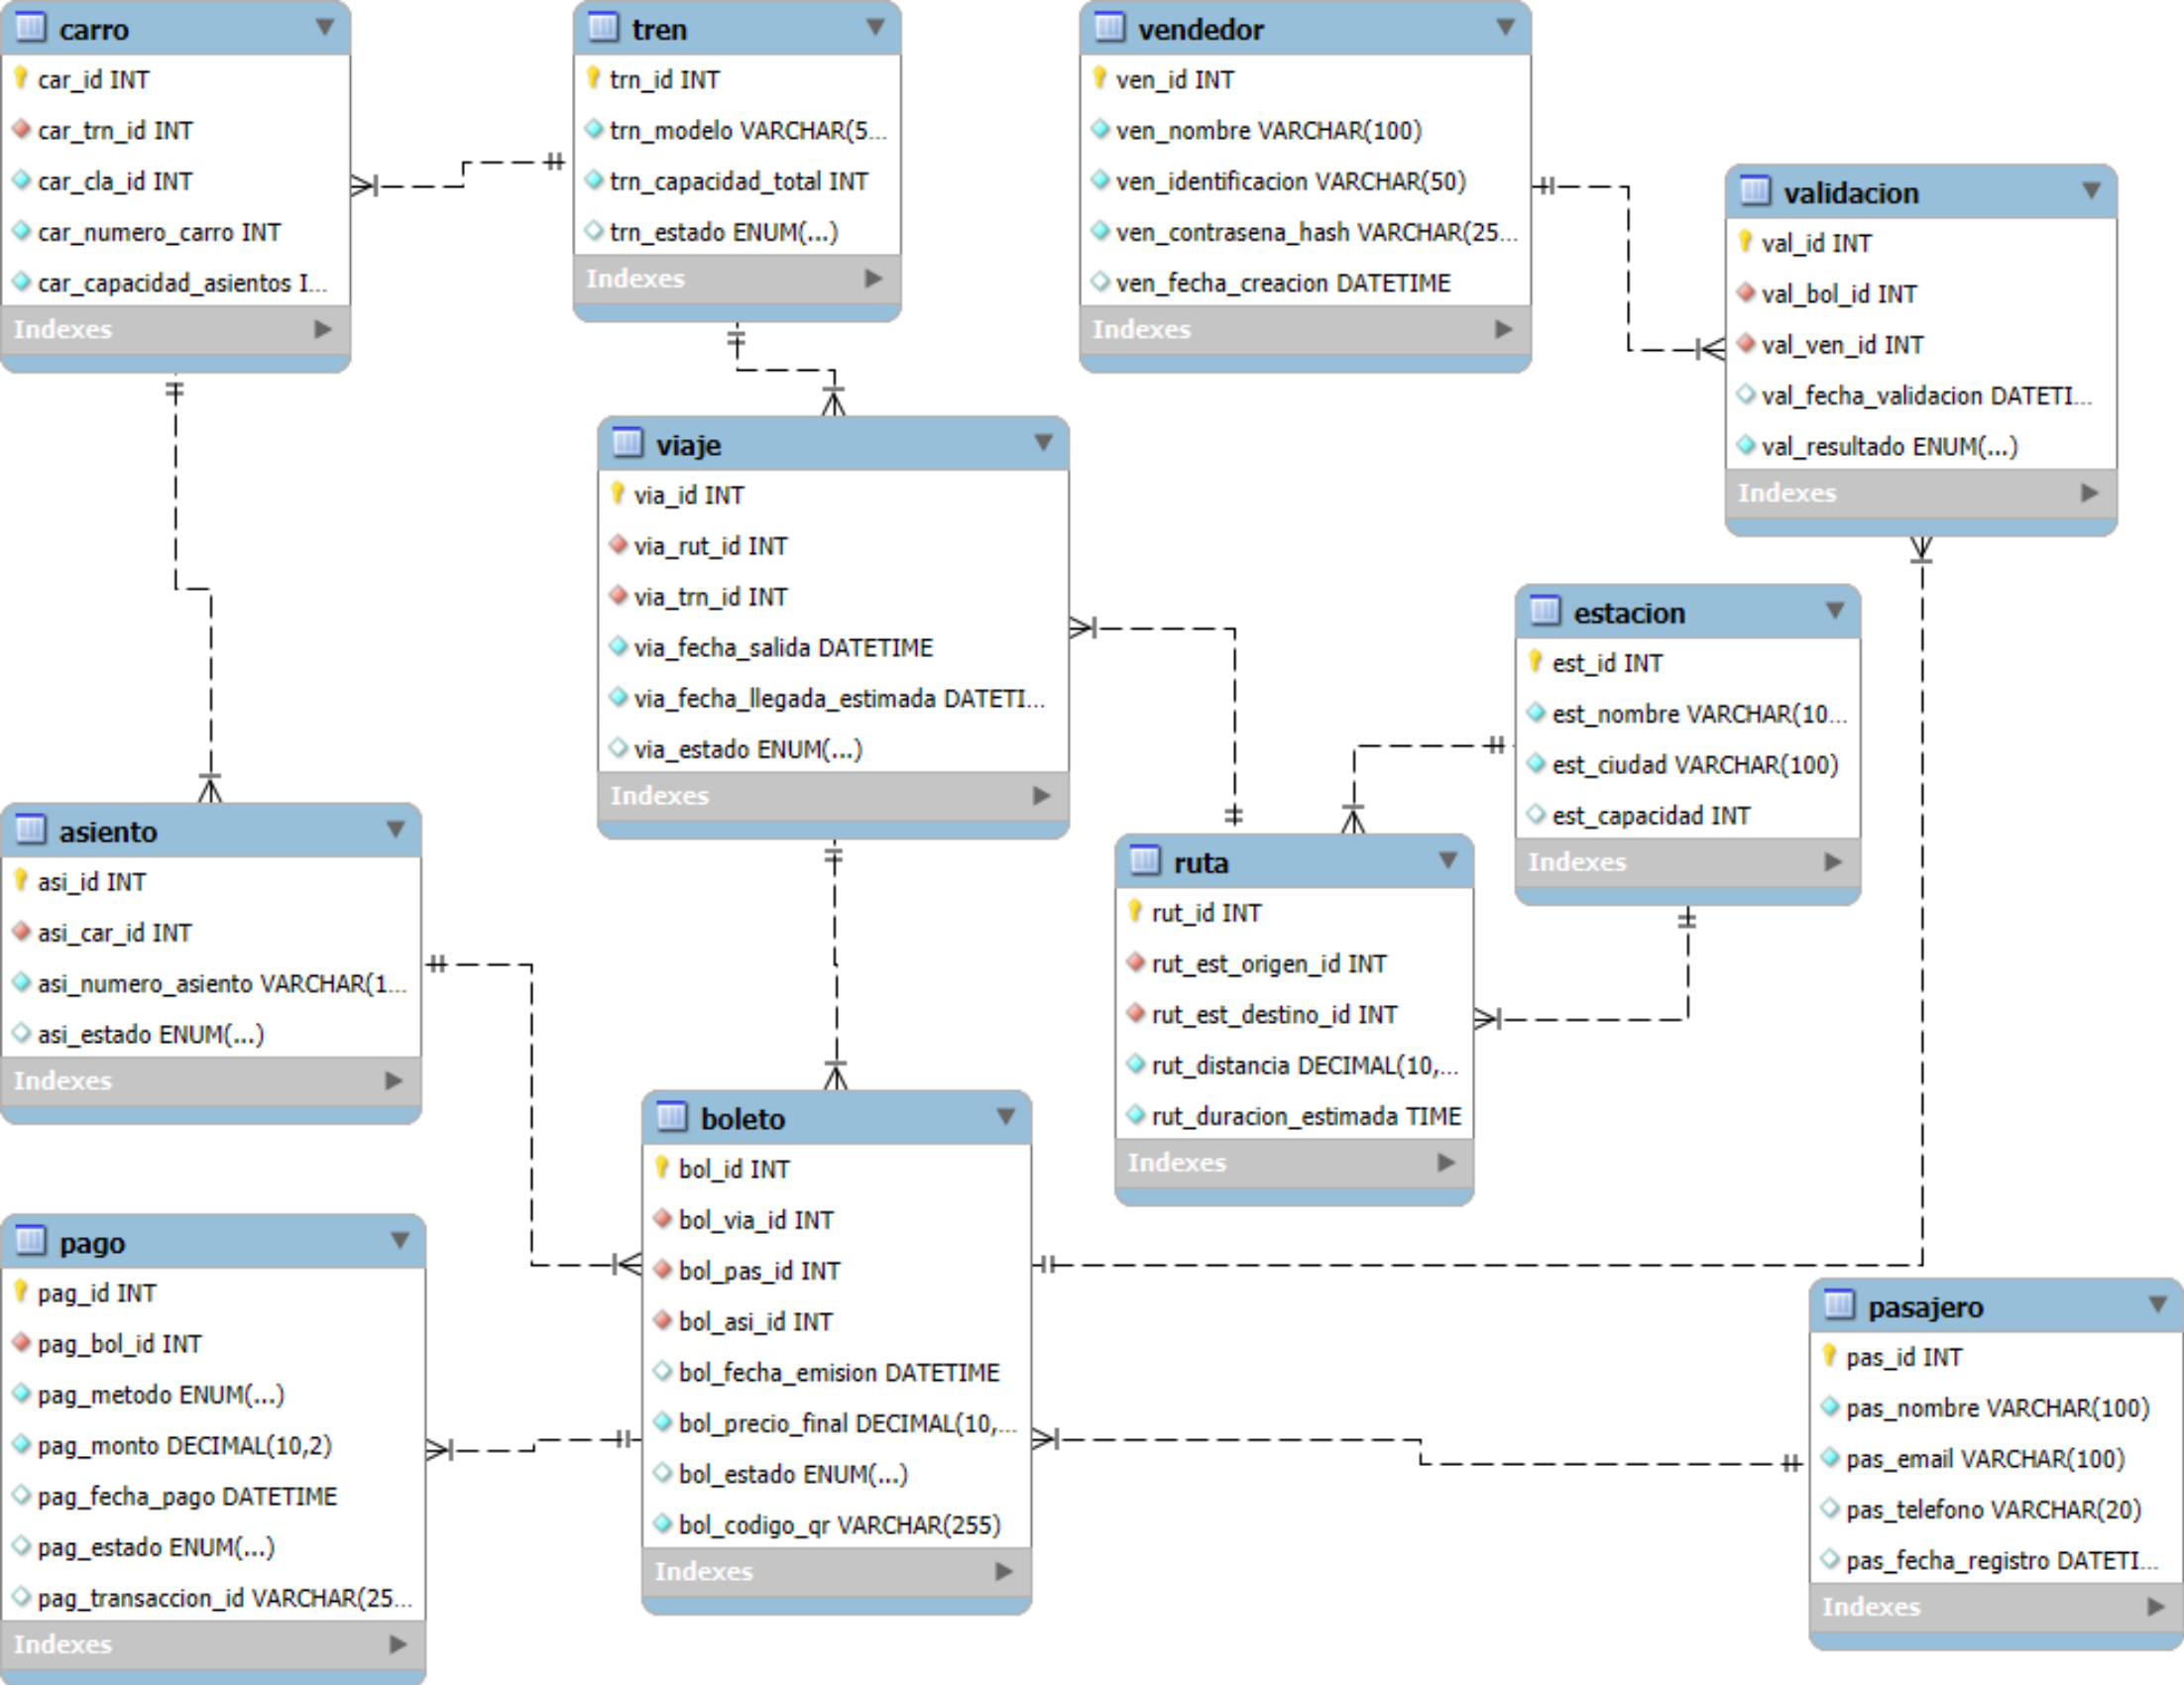 carro
car_id INT
car_trn_id INT
car_cla_id INT
car_numero_carro INT
car_capacidad_asientos I...
Indexes
tren
trn_id INT
trn_modelo VARCHAR(5...
trn_capacidad_total INT
trn_estado ENUM(...)
Indexes
vendedor
ven_id INT
ven_nombre VARCHAR(100)
ven_identificacion VARCHAR(50)
ven_contrasena_hash VARCHAR(25...
ven_fecha_creacion DATETIME
Indexes
validacion
val_id INT
val_bol_id INT
val_ven_id INT
val_fecha_validacion DATETI...
val_resultado ENUM(...)
Indexes
viaje
via_id INT
via_rut_id INT
via_trn_id INT
via_fecha_salida DATETIME
via_fecha_llegada_estimada DATETI...
via_estado ENUM(...)
Indexes
estacion
est_id INT
est_nombre VARCHAR(10...
est_ciudad VARCHAR(100)
est_capacidad INT
Indexes
asiento
asi_id INT
asi_car_id INT
asi_numero_asiento VARCHAR(1...
asi_estado ENUM(...)
Indexes
ruta
rut_id INT
rut_est_origen_id INT
rut_est_destino_id INT
rut_distancia DECIMAL(10,...
rut_duracion_estimada TIME
Indexes
boleto
bol_id INT
bol_via_id INT
bol_pas_id INT
bol_asi_id INT
bol_fecha_emision DATETIME
bol_precio_final DECIMAL(10,...
bol_estado ENUM(...)
bol_codigo_qr VARCHAR(255)
Indexes
pago
pag_id INT
pag_bol_id INT
pag_metodo ENUM(...)
pag_monto DECIMAL(10,2)
pag_fecha_pago DATETIME
pag_estado ENUM(...)
pag_transaccion_id VARCHAR(25...
Indexes
pasajero
pas_id INT
pas_nombre VARCHAR(100)
pas_email VARCHAR(100)
pas_telefono VARCHAR(20)
pas_fecha_registro DATETI...
Indexes